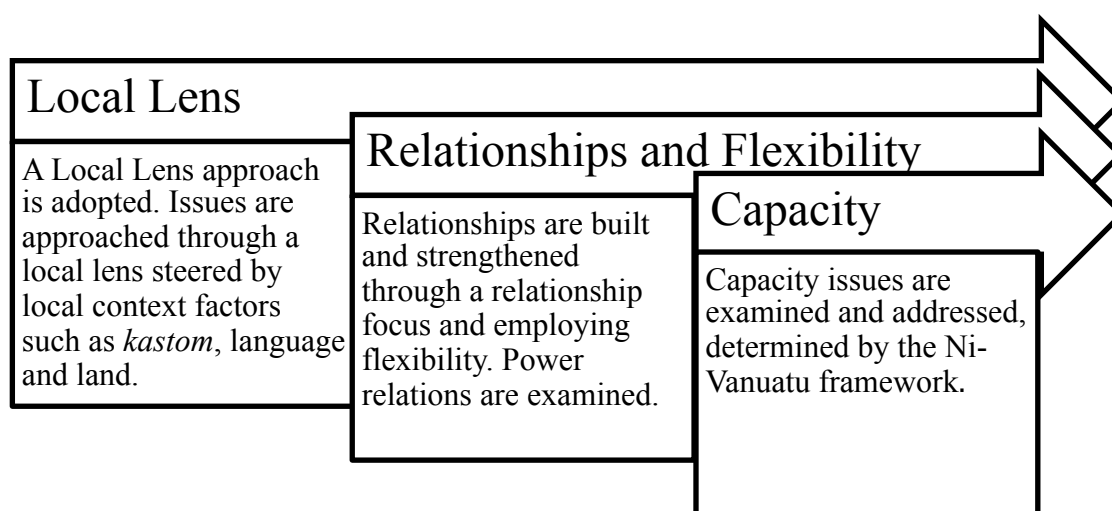 Local Lens
A Local Lens approach
is adopted. Issues are
approached through a
local lens steered by
local context factors
such as kastom, language
and land.
Relationships and Flexibility
Relationships are built
and strengthened
through a relationship
focus and employing
flexibility. Power
relations are examined.
Capacity
Capacity issues are
examined and addressed,
determined by the Ni-
Vanuatu framework.